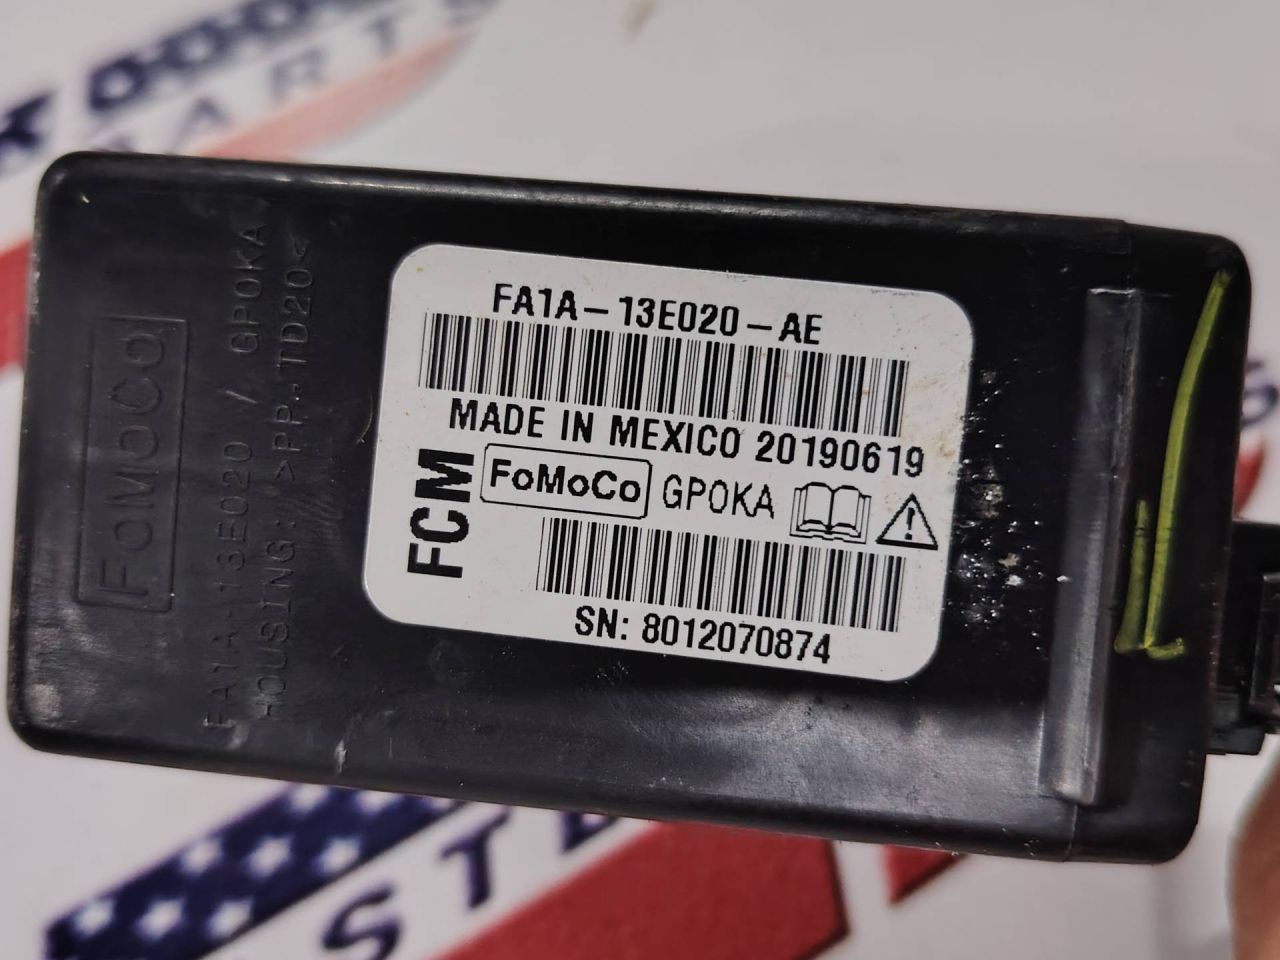 PARTS
FA1A-13E020-AE
MADE IN MEXICO 20190619
FCM
FoMoCo GPOKA
SN: 8012070874
FoMoCo
FA1A-13E020 / GPOKA
HOUSING: >PP-TD20<